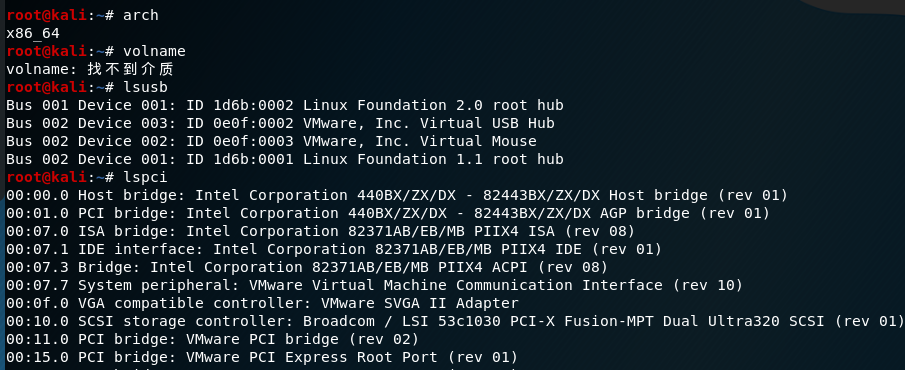 root@kali:~# arch
x86_64
root@kali:~# volname
volname: 找不到介质
root@kali:~# lsusb
Bus 001 Device 001: ID 1d6b:0002 Linux Foundation 2.0 root hub
Bus 002 Device 003: ID 0e0f:0002 VMware, Inc. Virtual USB Hub
Bus 002 Device 002: ID 0e0f:0003 VMware, Inc. Virtual Mouse
Bus 002 Device 001: ID 1d6b:0001 Linux Foundation 1.1 root hub
root@kali:~# lspci
00:00.0 Host bridge: Intel Corporation 440BX/ZX/DX - 82443BX/ZX/DX Host bridge (rev 01)
00:01.0 PCI bridge: Intel Corporation 440BX/ZX/DX - 82443BX/ZX/DX AGP bridge (rev 01)
00:07.0 ISA bridge: Intel Corporation 82371AB/EB/MB PIIX4 ISA (rev 08)
00:07.1 IDE interface: Intel Corporation 82371AB/EB/MB PIIX4 IDE (rev 01)
00:07.3 Bridge: Intel Corporation 82371AB/EB/MB PIIX4 ACPI (rev 08)
00:07.7 System peripheral: VMware Virtual Machine Communication Interface (rev 10)
00:0f.0 VGA compatible controller: VMware SVGA II Adapter
00:10.0 SCSI storage controller: Broadcom / LSI 53c1030 PCI-X Fusion-MPT Dual Ultra320 SCSI (rev 01)
00:11.0 PCI bridge: VMware PCI bridge (rev 02)
00:15.0 PCI bridge: VMware PCI Express Root Port (rev 01)